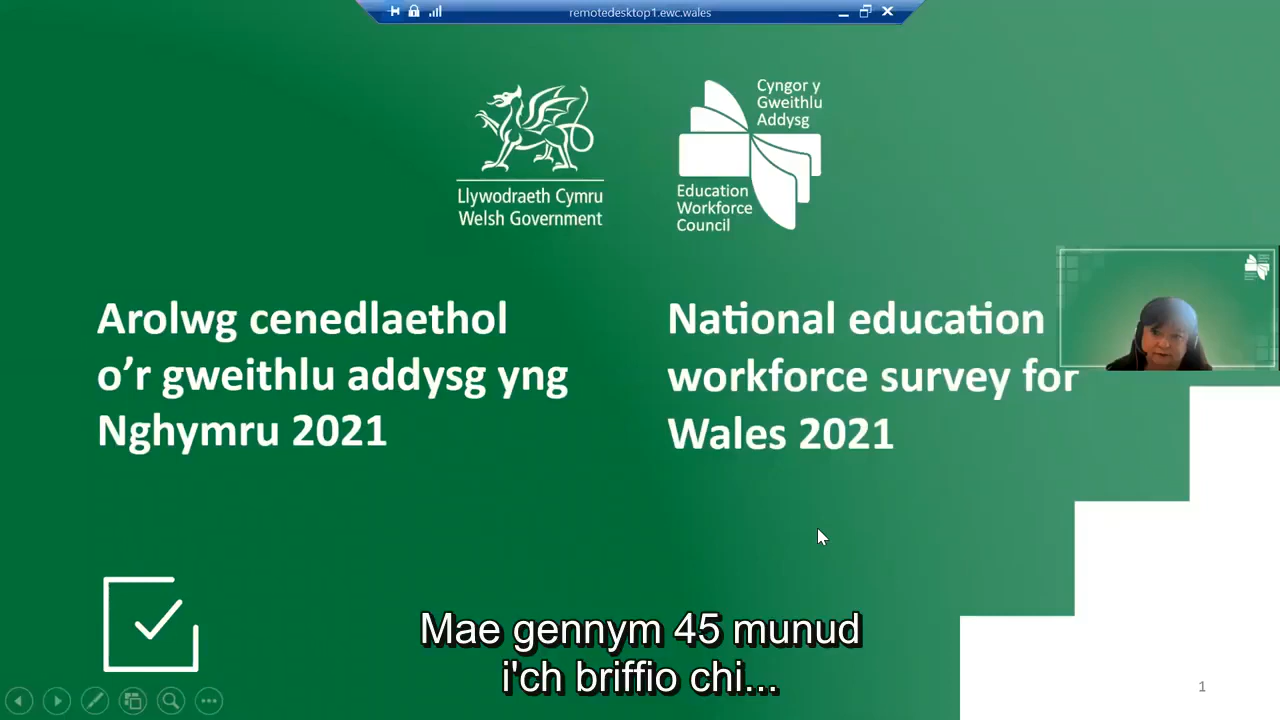 remotedesktop1.ewc.wales
Llywodraeth Cymru
Welsh Government
Cyngor y
Gweithlu
Addysg
Education
Workforce
Council
Arolwg cenedlaethol
o’r gweithlu addysg yng
Nghymru 2021
National education
workforce survey for
Wales 2021
Mae gennym 45 munud
i'ch briffio chi...
1